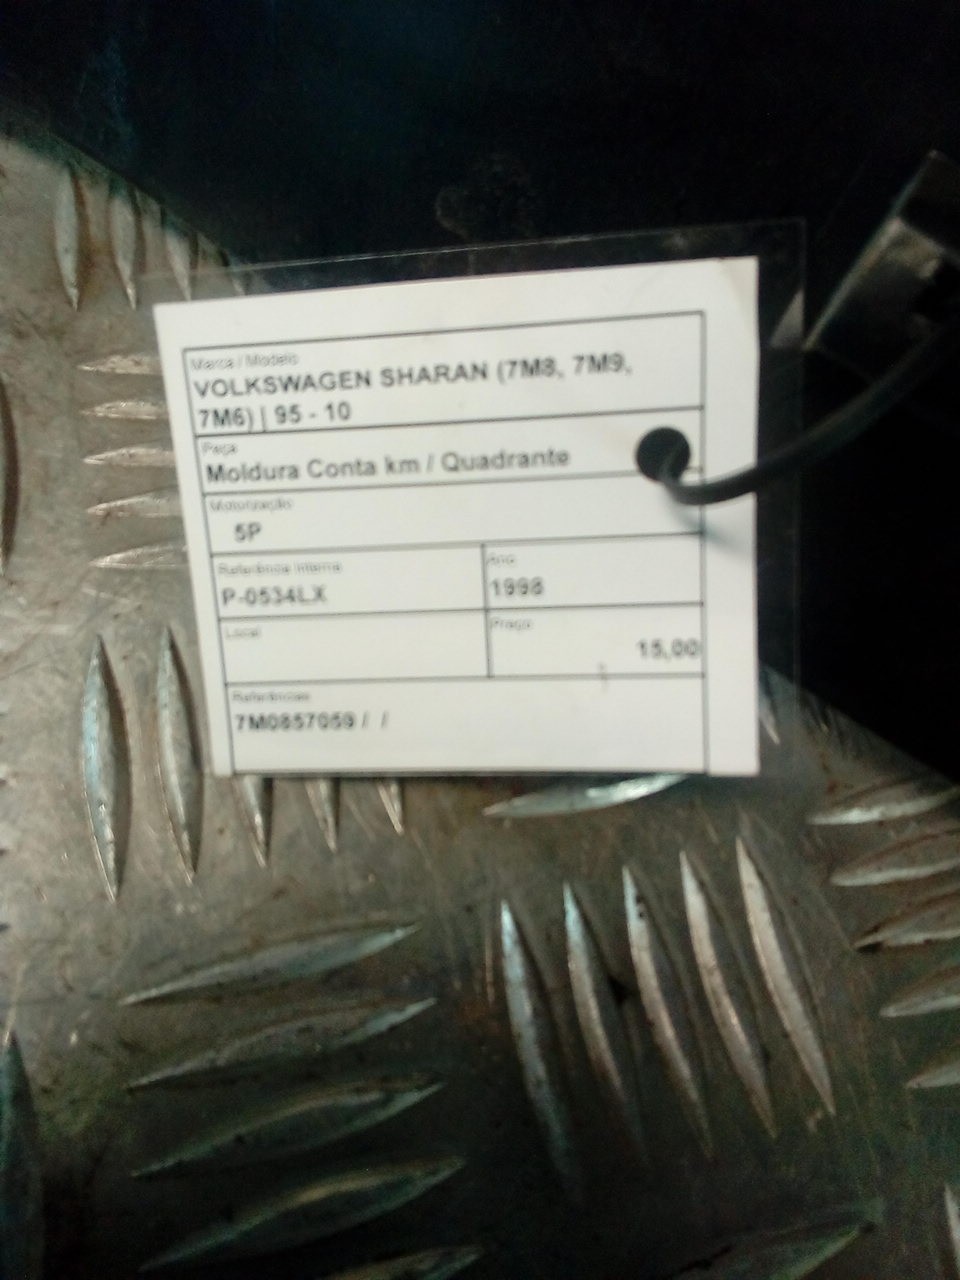 Marca / Modelo
VOLKSWAGEN SHARAN (7M8, 7M9,
7M6) | 95 - 10
Peça
Moldura Conta km / Quadrante
Motorização
5P
Referência Interna
P-0534LX
Ano
1998
Local
Preço
15,00
Referências
7M0857059 / /